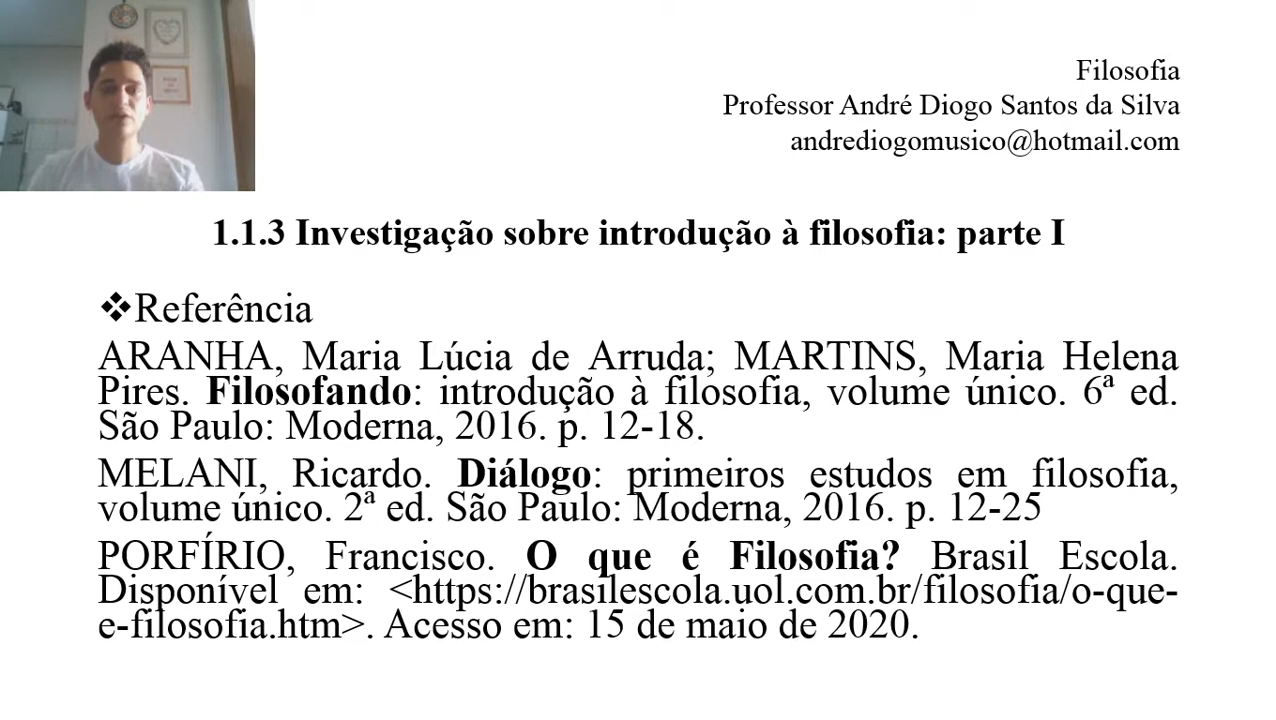 Filosofia
Professor André Diogo Santos da Silva
andrediogomusico@hotmail.com
1.1.3 Investigação sobre introdução à filosofia: parte I
❖Referência
ARANHA, Maria Lúcia de Arruda; MARTINS, Maria Helena
Pires. Filosofando: introdução à filosofia, volume único. 6ª ed.
São Paulo: Moderna, 2016. p. 12-18.
MELANI, Ricardo. Diálogo: primeiros estudos em filosofia,
volume único. 2ª ed. São Paulo: Moderna, 2016. p. 12-25
PORFÍRIO, Francisco. O que é Filosofia? Brasil Escola.
Disponível em: <https://brasilescola.uol.com.br/filosofia/o-que-
e-filosofia.htm>. Acesso em: 15 de maio de 2020.